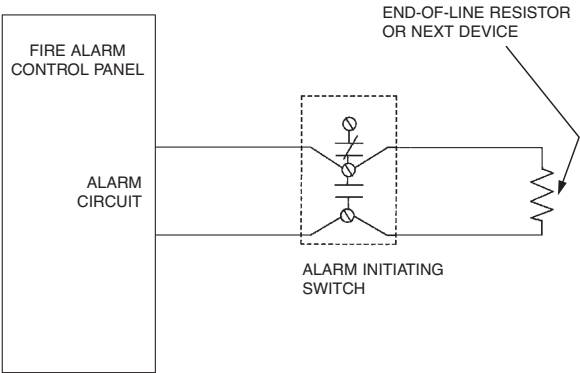 END-OF-LINE RESISTOR
OR NEXT DEVICE
FIRE ALARM
CONTROL PANEL
ALARM
CIRCUIT
ALARM INITIATING
SWITCH